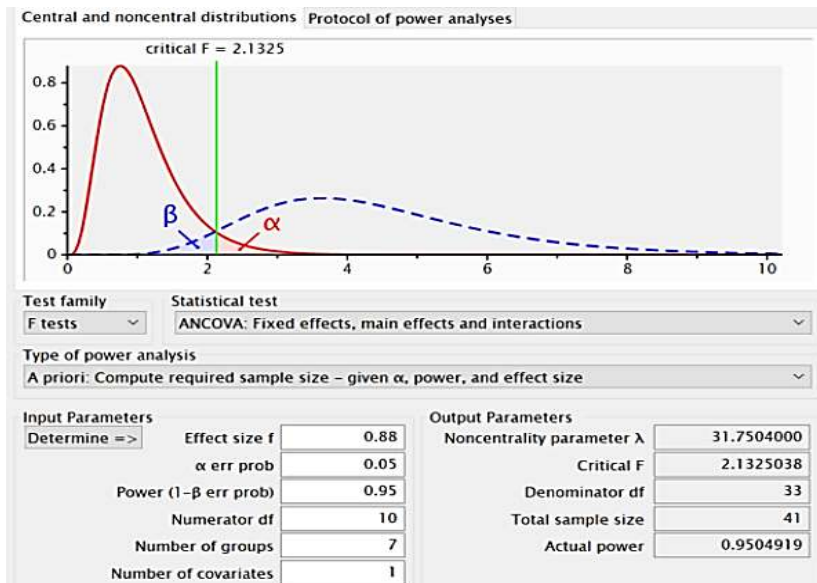 Central and noncentral distributions Protocol of power analyses
critical F = 2.1325
0.8
0.6
0.4
0.2
0
β
α
0 2 4 6 8 10
Test family Statistical test
F tests ANCOVA: Fixed effects, main effects and interactions
Type of power analysis
A priori: Compute required sample size – given α, power, and effect size
Input Parameters Output Parameters
Determine => Effect size f 0.88 Noncentrality parameter λ 31.7504000
α err prob 0.05 Critical F 2.1325038
Power (1-β err prob) 0.95 Denominator df 33
Numerator df 10 Total sample size 41
Number of groups 7 Actual power 0.9504919
Number of covariates 1